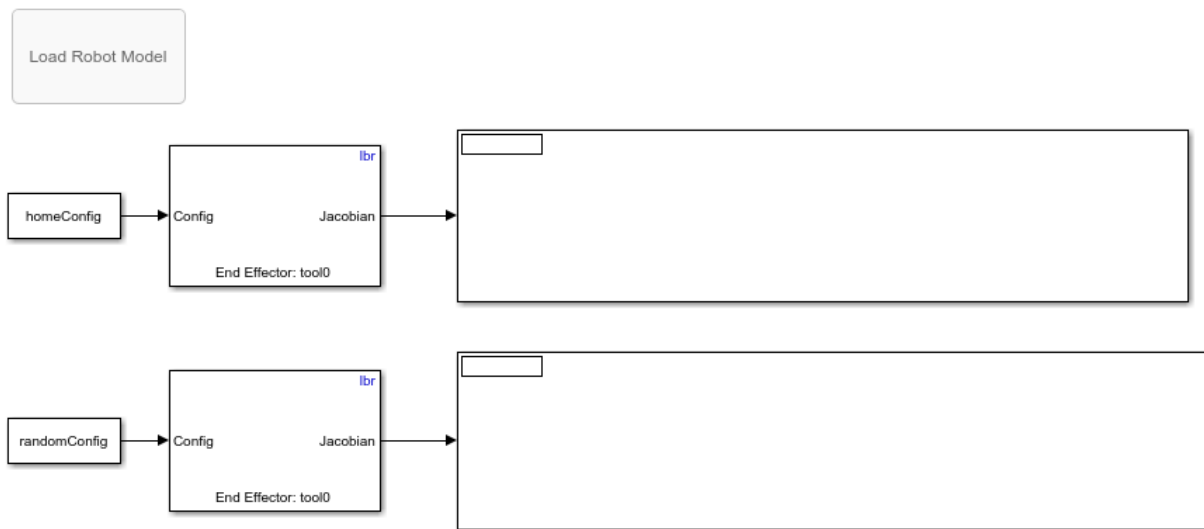 Load Robot Model
lbr
homeConfig
Config
Jacobian
End Effector: tool0
lbr
randomConfig
Config
Jacobian
End Effector: tool0